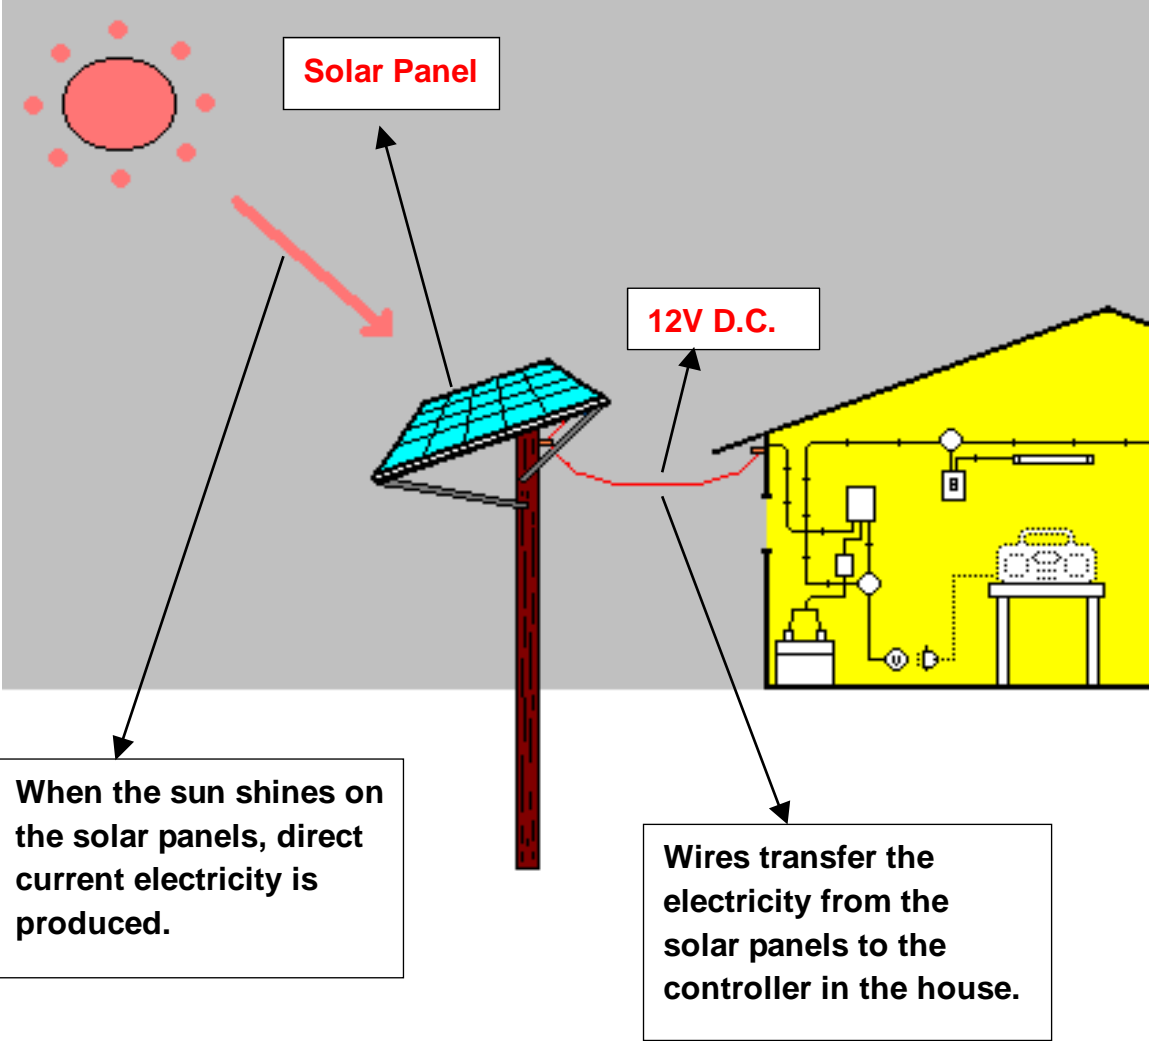 Solar Panel
12V D.C.
When the sun shines on
the solar panels, direct
current electricity is
produced.
Wires transfer the
electricity from the
solar panels to the
controller in the house.